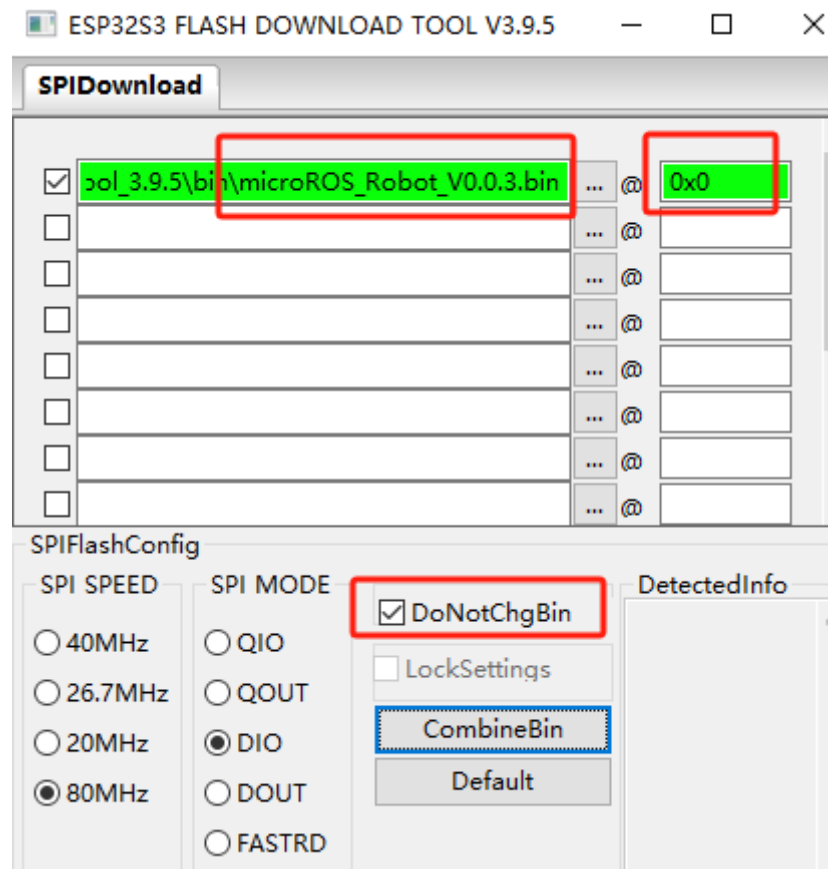 ESP32S3 FLASH DOWNLOAD TOOL V3.9.5
SPIDownload
ool_3.9.5\bin\microROS_Robot_V0.0.3.bin ... @ 0x0
... @
... @
... @
... @
... @
... @
... @
SPIFlashConfig
SPI SPEED SPI MODE DetectedInfo
DoNotChgBin
40MHz QIO
LockSettings
26.7MHz QOUT
CombineBin
20MHz DIO
Default
80MHz DOUT
FASTRD